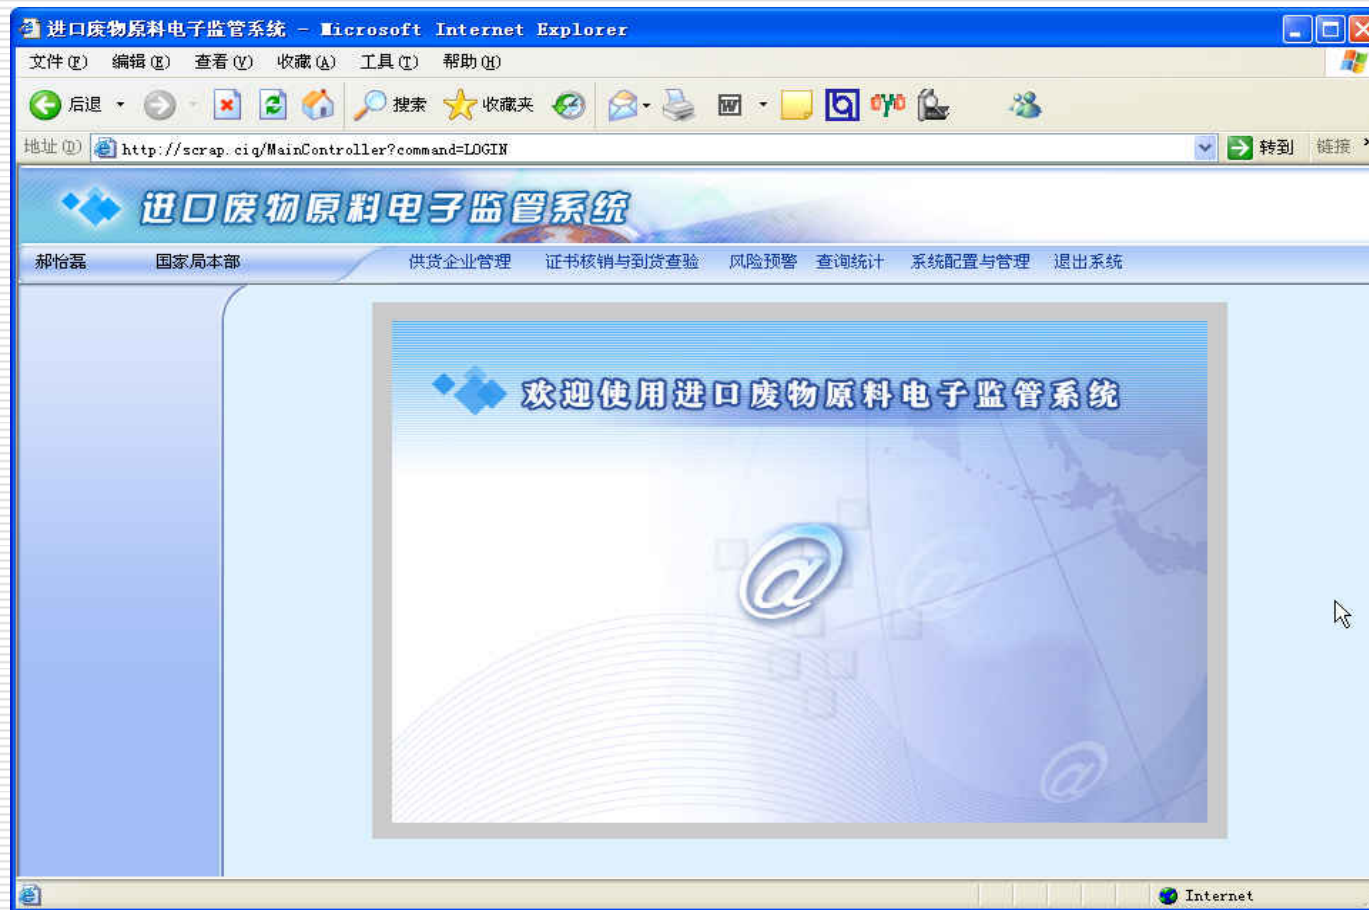 进口废物原料电子监管系统 - Microsoft Internet Explorer
文件(F) 编辑(E) 查看(V) 收藏(A) 工具(T) 帮助(H)
后退 搜索 收藏夹
地址(D) http://scrap.ciq/MainController?command=LOGIN 转到 链接 »
进口废物原料电子监管系统
郝怡磊 国家局本部 供货企业管理 证书核销与到货查验 风险预警 查询统计 系统配置与管理 退出系统
欢迎使用进口废物原料电子监管系统
@
Internet